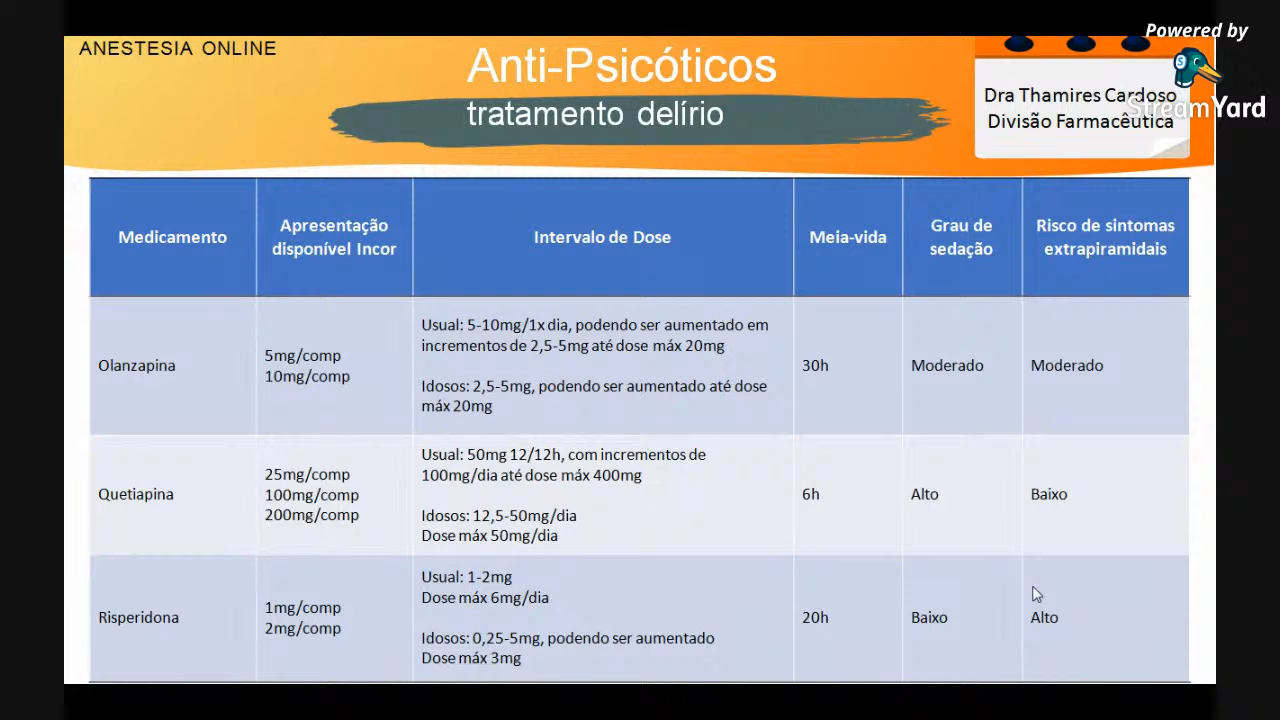 Powered by
StreamYard
ANESTESIA ONLINE
Anti-Psicóticos
tratamento delírio
Dra Thamires Cardoso
Divisão Farmacêutica
Medicamento
Apresentação
disponível Incor
Intervalo de Dose
Meia-vida
Grau de
sedação
Risco de sintomas
extrapiramidais
Olanzapina
5mg/comp
10mg/comp
Usual: 5-10mg/1x dia, podendo ser aumentado em
incrementos de 2,5-5mg até dose máx 20mg
Idosos: 2,5-5mg, podendo ser aumentado até dose
máx 20mg
30h
Moderado
Moderado
Quetiapina
25mg/comp
100mg/comp
200mg/comp
Usual: 50mg 12/12h, com incrementos de
100mg/dia até dose máx 400mg
Idosos: 12,5-50mg/dia
Dose máx 50mg/dia
6h
Alto
Baixo
Risperidona
1mg/comp
2mg/comp
Usual: 1-2mg
Dose máx 6mg/dia
Idosos: 0,25-5mg, podendo ser aumentado
Dose máx 3mg
20h
Baixo
Alto